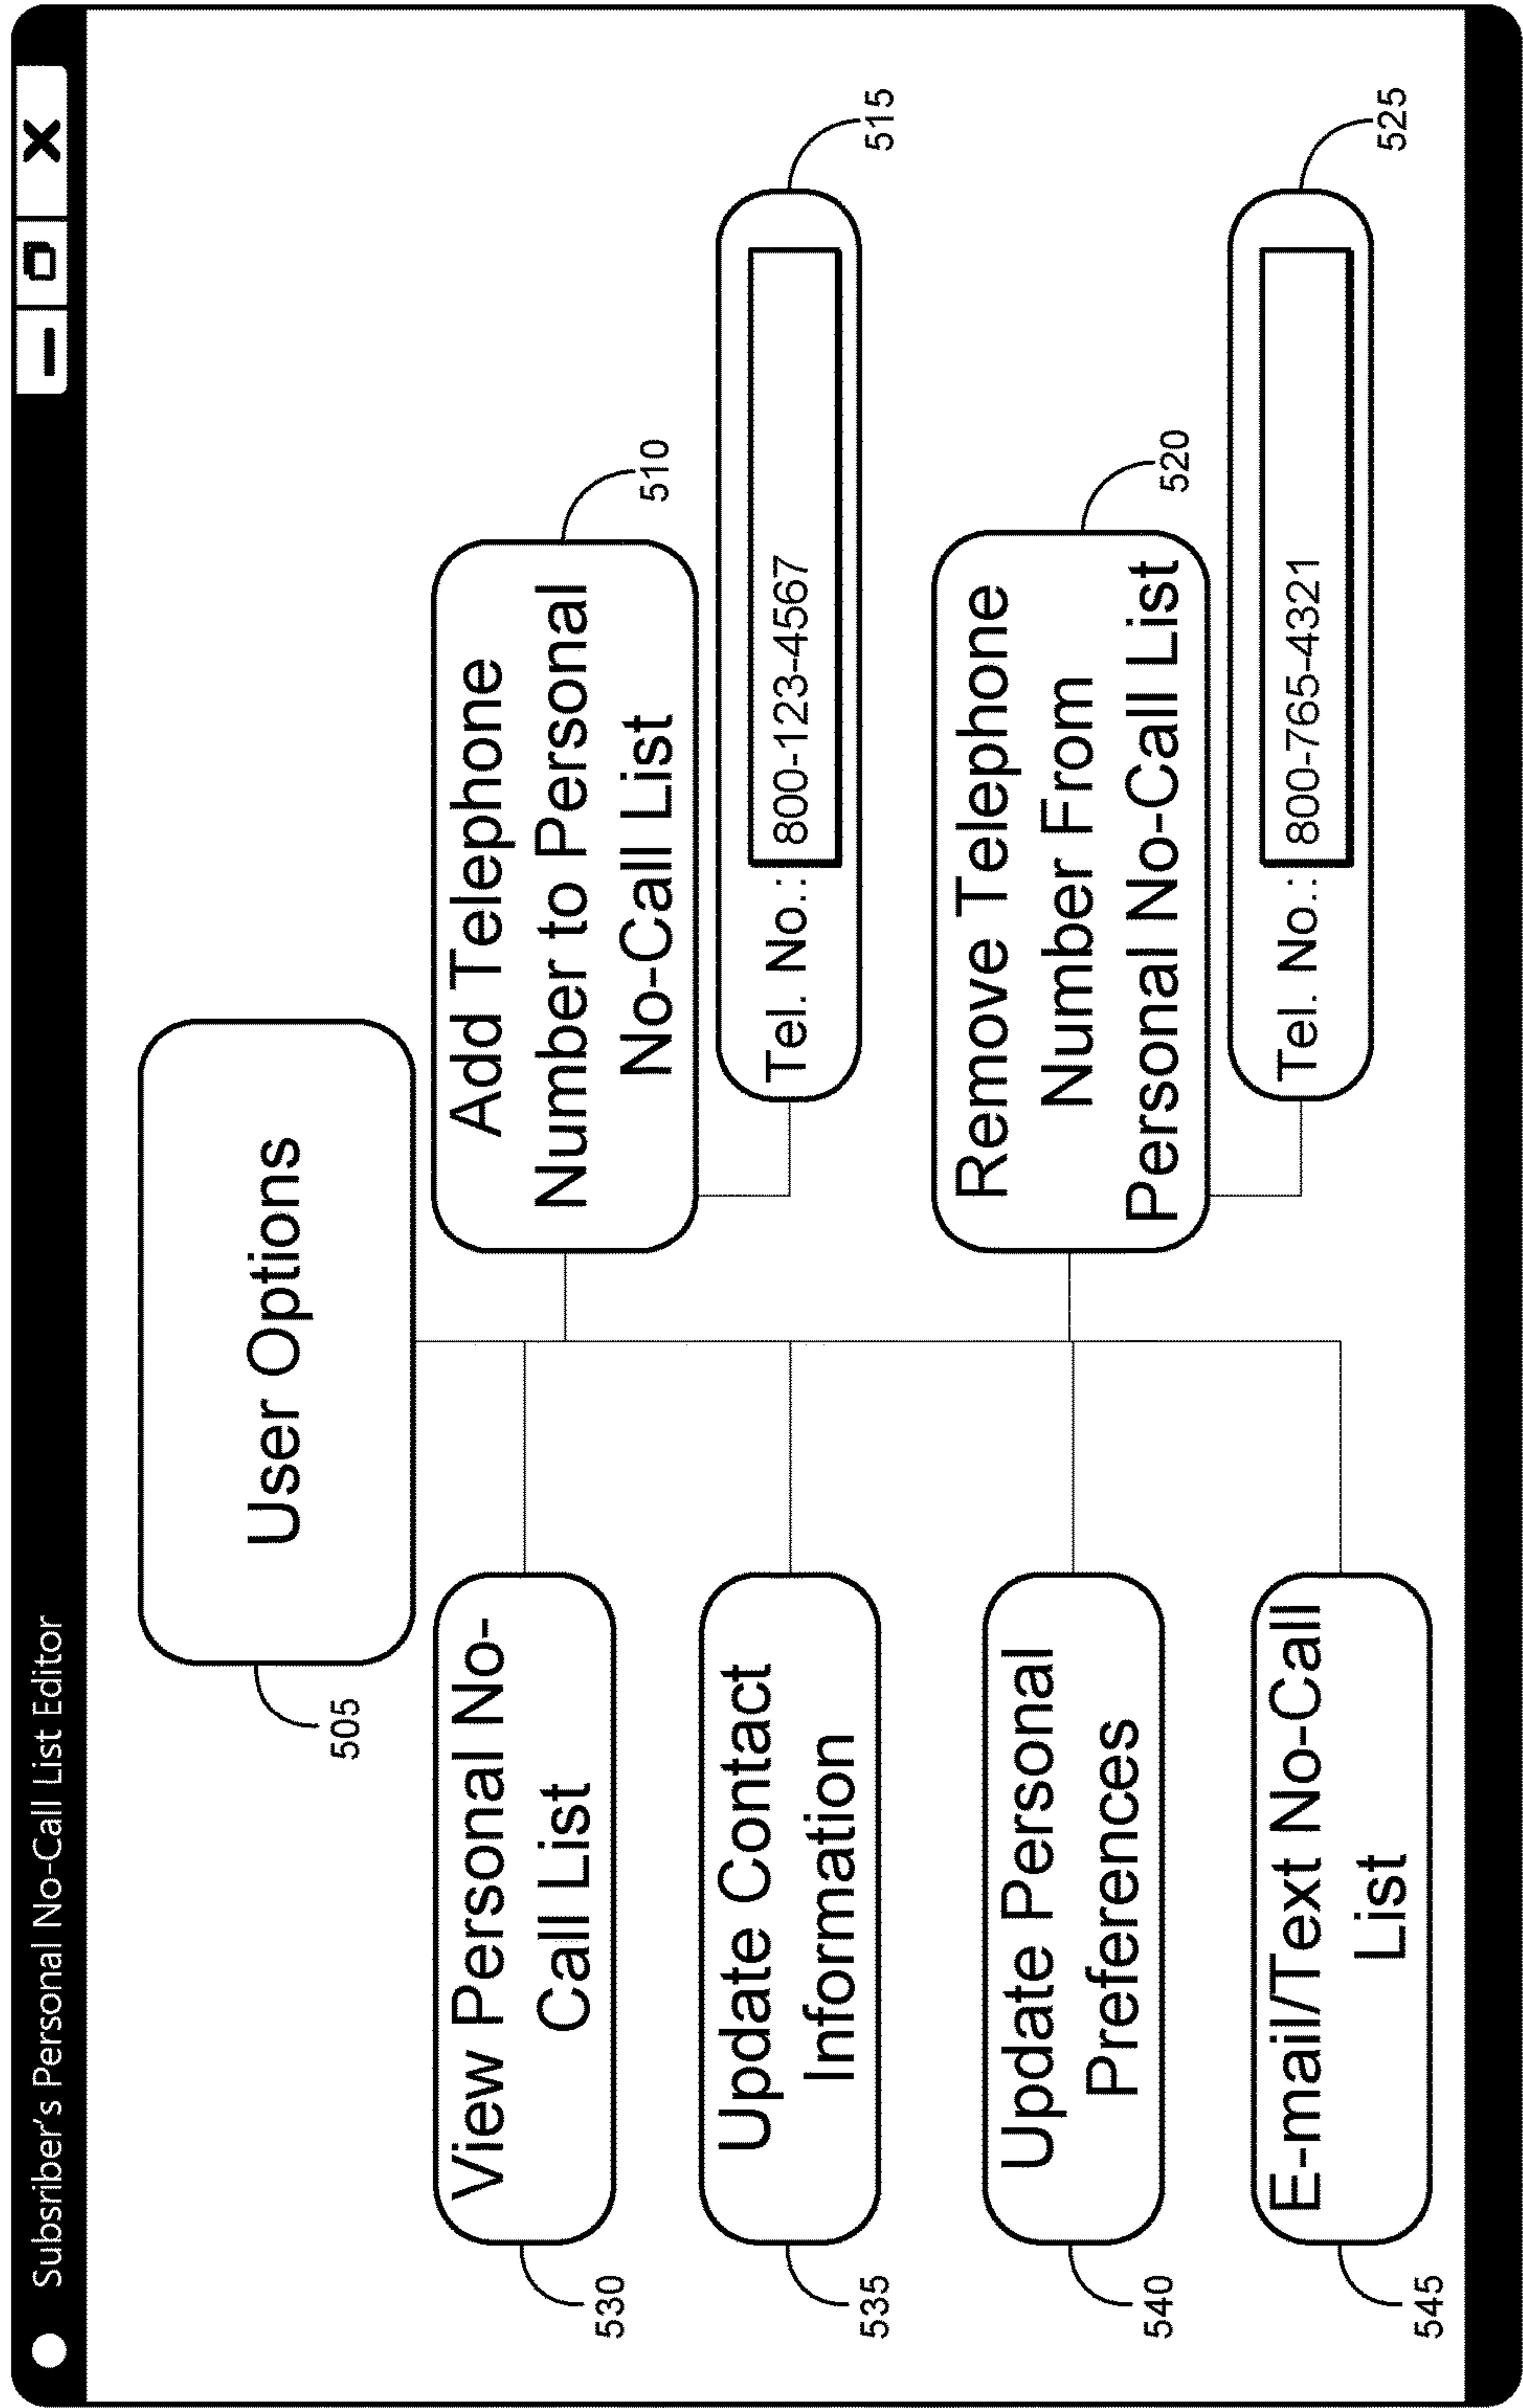 Subsriber's Personal No-Call List Editor
User Options
505
View Personal No-
Call List
530
Update Contact
Information
535
Update Personal
Preferences
540
E-mail/Text No-Call
List
545
Add Telephone
Number to Personal
No-Call List
510
Tel. No.: 800-123-4567
515
Remove Telephone
Number From
Personal No-Call List
520
Tel. No.: 800-765-4321
525